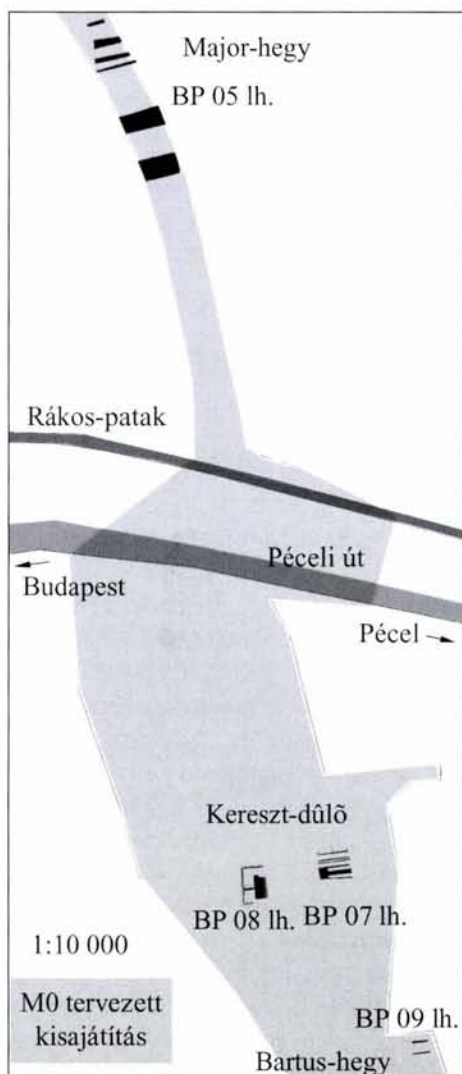 Major-hegy
BP 05 lh.
Rákos-patak
Péceli út
Budapest
Pécel
Kereszt-dûlõ
BP 08 lh.
BP 07 lh.
1:10 000
M0 tervezett
kisajátítás
BP 09 lh.
Bartus-hegy